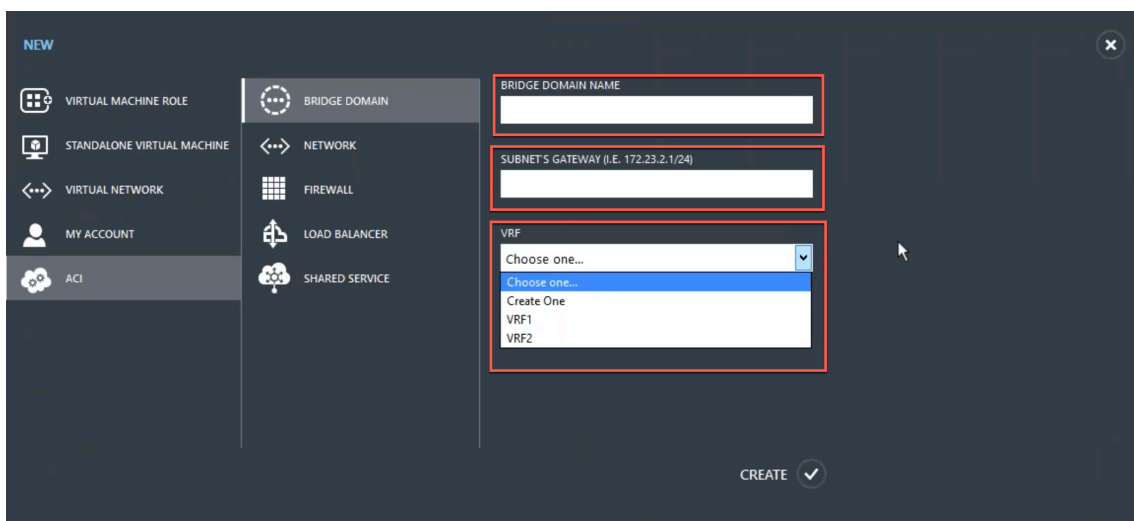 NEW
VIRTUAL MACHINE ROLE
STANDALONE VIRTUAL MACHINE
VIRTUAL NETWORK
MY ACCOUNT
ACI
BRIDGE DOMAIN
NETWORK
FIREWALL
LOAD BALANCER
SHARED SERVICE
BRIDGE DOMAIN NAME
SUBNET'S GATEWAY (I.E. 172.23.2.1/24)
VRF
Choose one...
Choose one...
Create One
VRF1
VRF2
CREATE